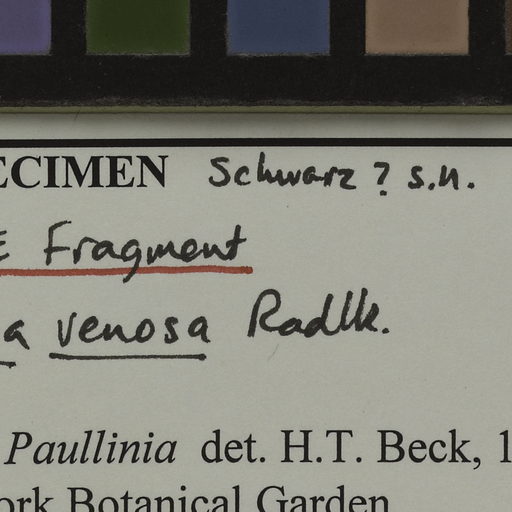 ECIMEN Schwarz? s.n.
E Fragment
a venosa Radlk.
Paullinia det. H.T. Beck, 1
ork Botanical Garden